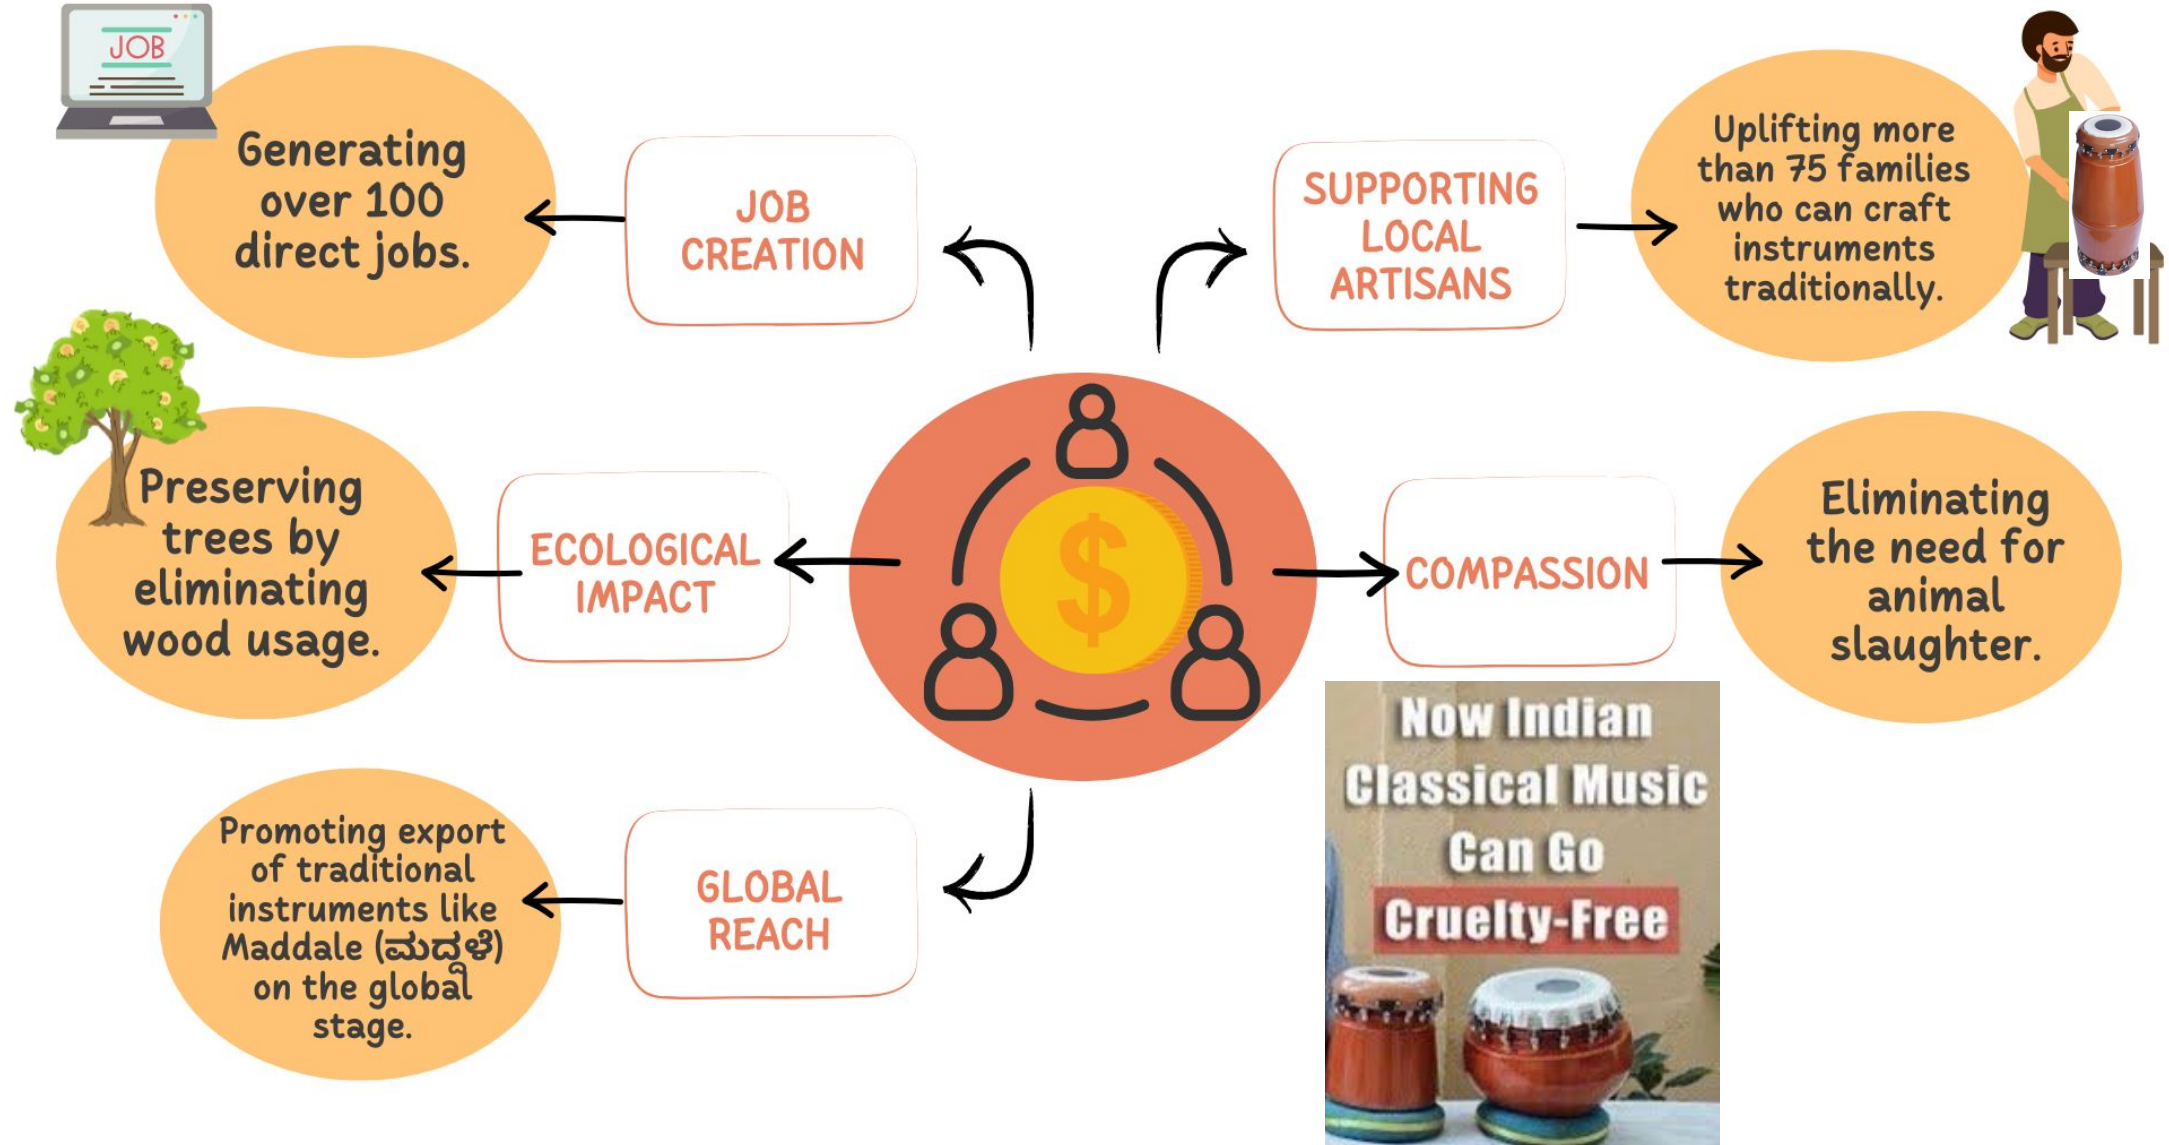 JOB
Generating
over 100
direct jobs.
JOB
CREATION
SUPPORTING
LOCAL
ARTISANS
Uplifting more
than 75 families
who can craft
instruments
traditionally.
Preserving
trees by
eliminating
wood usage.
ECOLOGICAL
IMPACT
$
COMPASSION
Eliminating
the need for
animal
slaughter.
Promoting export
of traditional
instruments like
Maddale (ಮದ್ದಳೆ)
on the global
stage.
GLOBAL
REACH
Now Indian
Classical Music
Can Go
Cruelty-Free